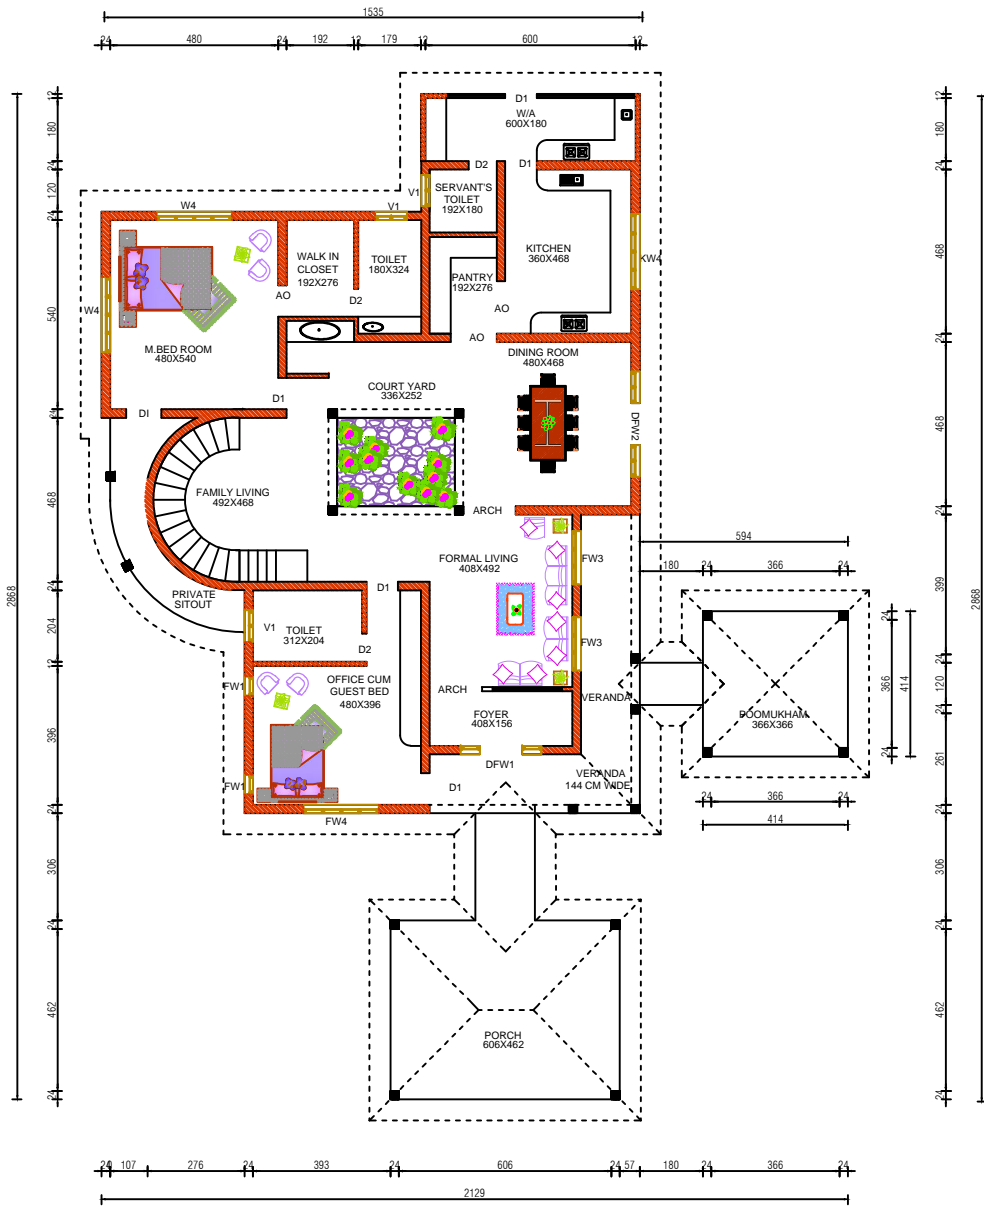 1535
24
480
24
192
12
179
12
600
12
12
180
24
120
24
540
24
468
24
204
12
396
24
306
24
462
24
2868
12
180
24
468
24
468
24
399
24
120
24
261
24
306
24
462
24
2868
D1
W/A
600X180
D2
D1
V1
SERVANT'S
TOILET
192X180
W4
V1
KITCHEN
360X468
KW4
WALK IN
CLOSET
192X276
TOILET
180X324
PANTRY
192X276
AO
D2
AO
W4
AO
M.BED ROOM
480X540
DINING ROOM
480X468
COURT YARD
336X252
D1
DI
DFW2
FAMILY LIVING
492X468
ARCH
FORMAL LIVING
408X492
FW3
594
180
24
366
24
PRIVATE
SITOUT
D1
V1
TOILET
312X204
D2
FW3
24
366
24
414
FW1
OFFICE CUM
GUEST BED
480X396
ARCH
VERANDA
FOYER
408X156
POOMUKHAM
366X366
DFW1
VERANDA
144 CM WIDE
FW1
D1
FW4
24
366
24
414
PORCH
606X462
24
107
276
24
393
24
606
24
57
180
24
366
24
2129